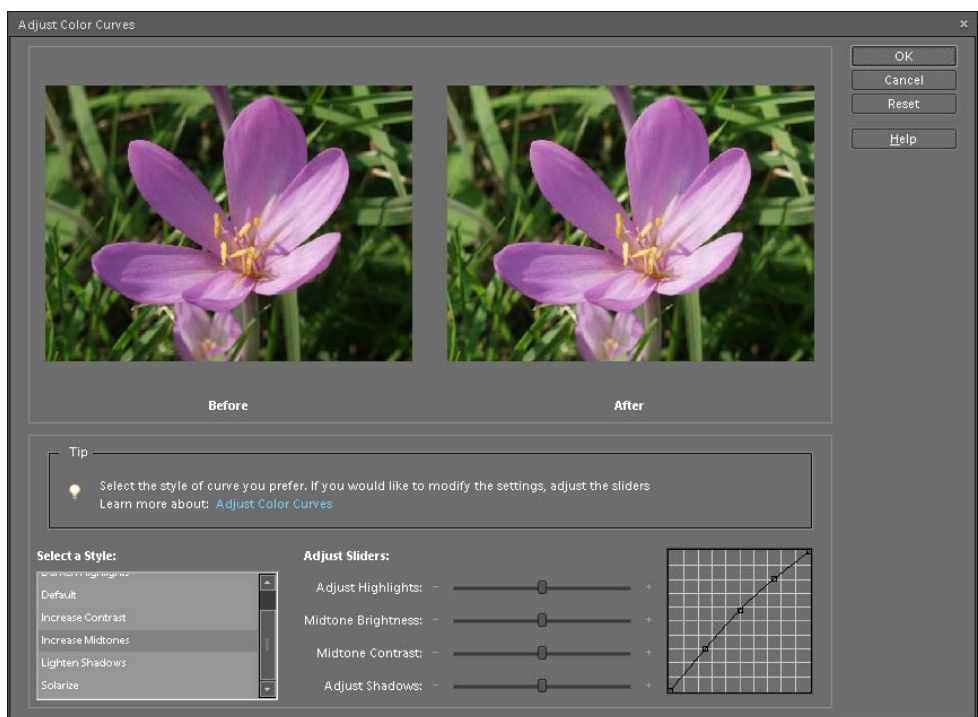 Adjust Color Curves
OK
Cancel
Reset
Help
Before
After
Tip
Select the style of curve you prefer. If you would like to modify the settings, adjust the sliders
Learn more about: Adjust Color Curves
Select a Style:
Darken Highlights
Default
Increase Contrast
Increase Midtones
Lighten Shadows
Solarize
Adjust Sliders:
Adjust Highlights: - +
Midtone Brightness: - +
Midtone Contrast: - +
Adjust Shadows: - +